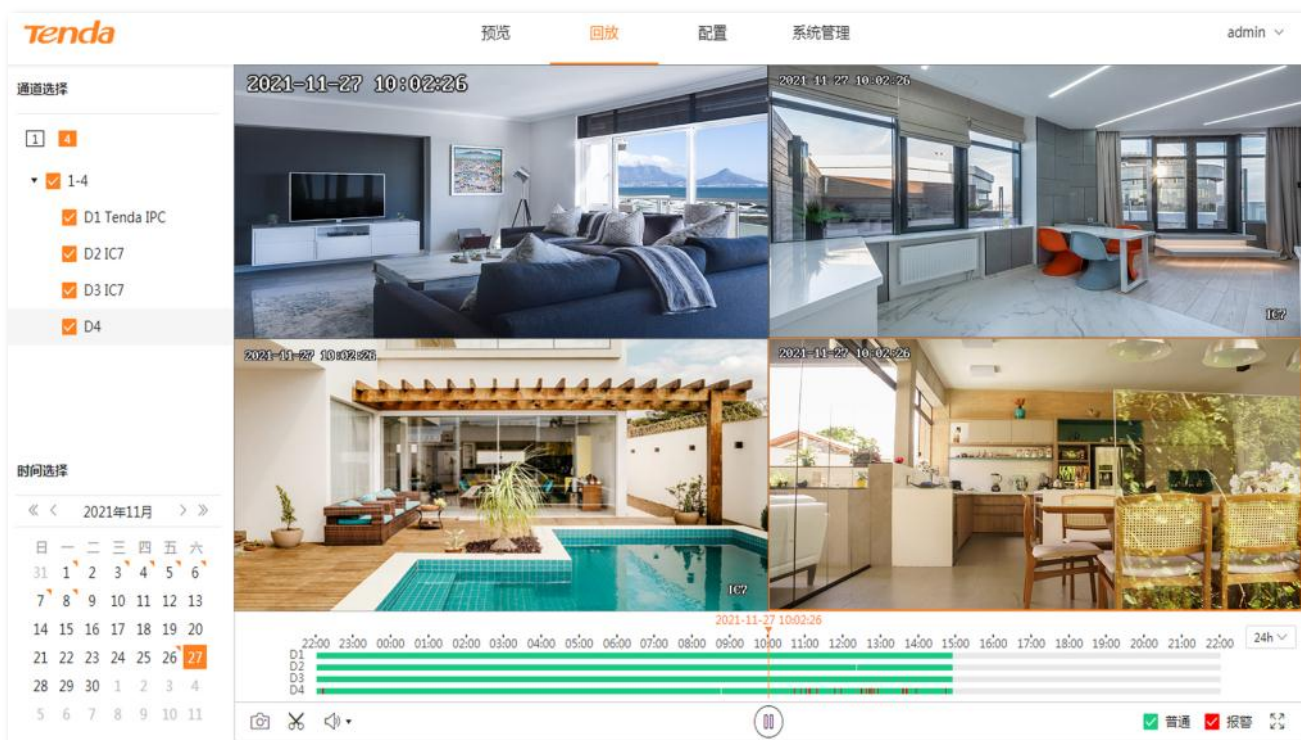 Tenda
预览 回放 配置 系统管理 admin
通道选择
1 4
1-4
D1 Tenda IPC
D2 IC7
D3 IC7
D4
2021-11-27 10:02:26
2021-11-27 10:02:26
IC7
2021-11-27 10:02:26
IC7
2021-11-27 10:02:26
时间选择
2021年11月
日 一 二 三 四 五 六
31 1 2 3 4 5 6
7 8 9 10 11 12 13
14 15 16 17 18 19 20
21 22 23 24 25 26 27
28 29 30 1 2 3 4
5 6 7 8 9 10 11
2021-11-27 10:02:26
22:00 23:00 00:00 01:00 02:00 03:00 04:00 05:00 06:00 07:00 08:00 09:00 10:00 11:00 12:00 13:00 14:00 15:00 16:00 17:00 18:00 19:00 20:00 21:00 22:00 24h
D1
D2
D3
D4
普通 报警